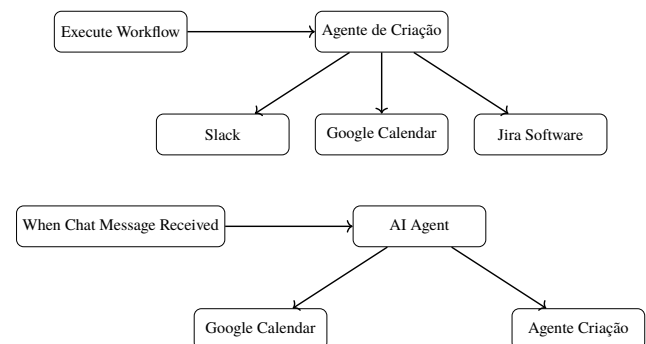 Execute Workflow
Agente de Criação
Slack
Google Calendar
Jira Software
When Chat Message Received
AI Agent
Google Calendar
Agente Criação